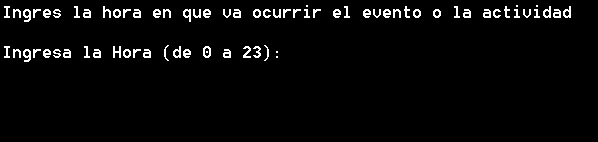 Ingres la hora en que va ocurrir el evento o la actividad
Ingresa la Hora (de 0 a 23):